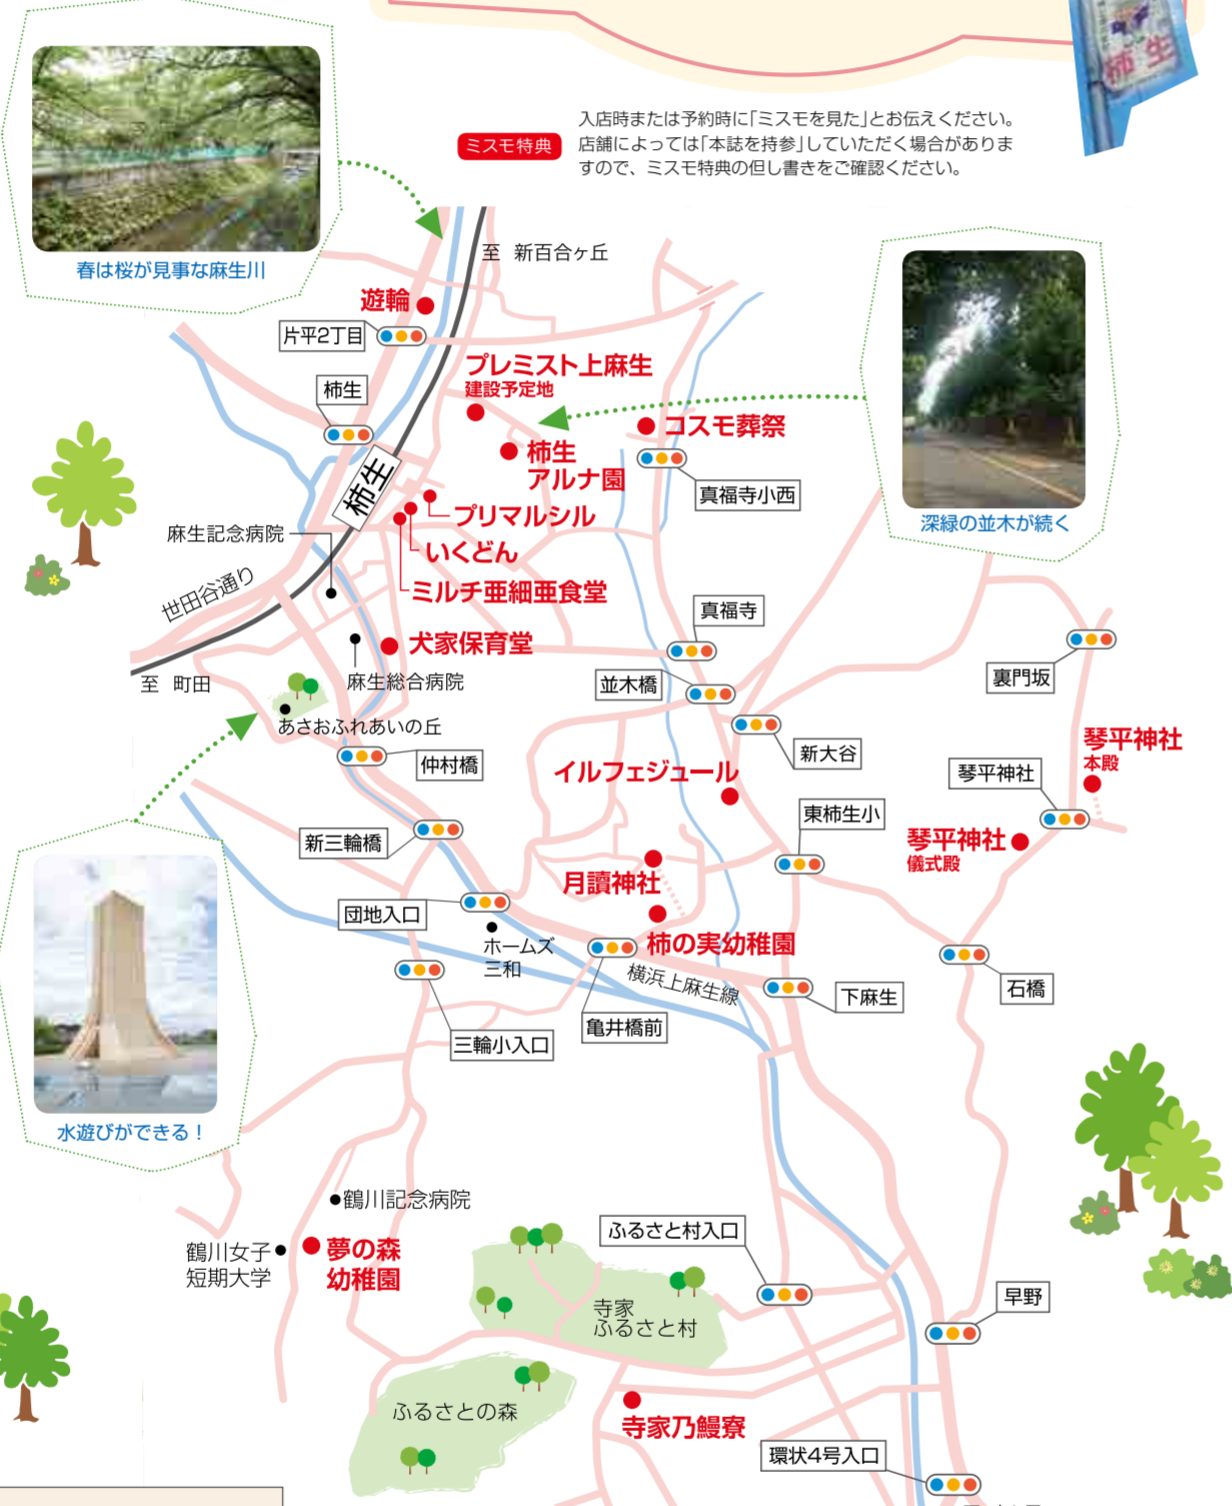 柿生
ミスモ特典
入店時または予約時に「ミスモを見た」とお伝えください。
店舗によっては「本誌を持参」していただく場合がありま
すので、ミスモ特典の但し書きをご確認ください。
春は桜が見事な麻生川
至 新百合ヶ丘
遊輪
片平2丁目
プレミスト上麻生
建設予定地
柿生
コスモ葬祭
柿生
アルナ園
真福寺小西
深緑の並木が続く
柿生
プリマルシル
麻生記念病院
いくどん
世田谷通り
ミルチ亜細亜食堂
真福寺
犬家保育堂
裏門坂
至 町田
麻生総合病院
並木橋
あさおふれあいの丘
新大谷
琴平神社
本殿
仲村橋
イルフェジュール
琴平神社
東柿生小
新三輪橋
琴平神社
儀式殿
月讀神社
団地入口
ホームズ
三和
柿の実幼稚園
横浜上麻生線
石橋
下麻生
亀井橋前
三輪小入口
水遊びができる！
鶴川記念病院
ふるさと村入口
鶴川女子
短期大学
夢の森
幼稚園
寺家
ふるさと村
早野
ふるさとの森
寺家乃鰻寮
環状4号入口